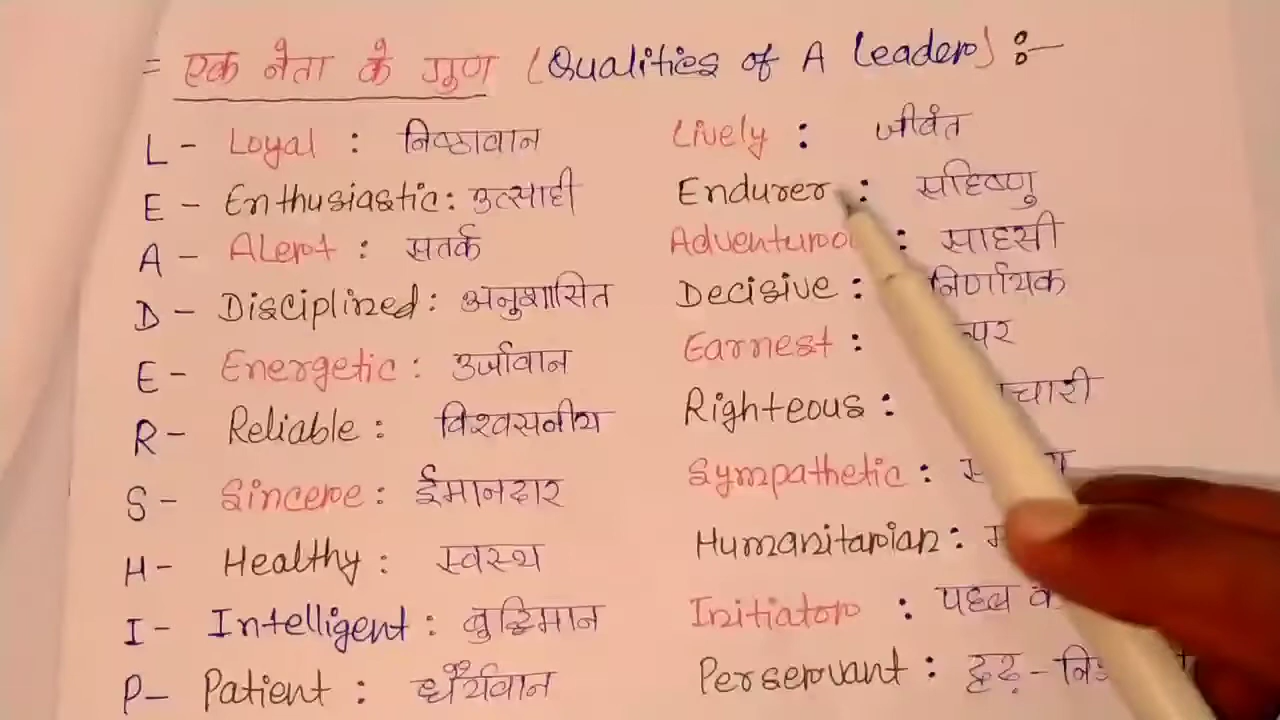 = एक नेता के गुण (Qualities of A Leader) :-
L - Loyal : निष्ठावान Lively : जीवंत
E - Enthusiastic : उत्साही Endurer : सहिष्णु
A - Alert : सतर्क : साहसी
D - Disciplined : अनुशासित Decisive : निर्णायक
E - Energetic : उर्जावान Earnest :
R - Reliable : विश्वसनीय Righteous :
S - Sincere : ईमानदार Sympathetic :
H - Healthy : स्वस्थ Humanitarian :
I - Intelligent : बुद्धिमान Initiator : पहल
P - Patient : धैर्यवान Perservant : दृढ़ -